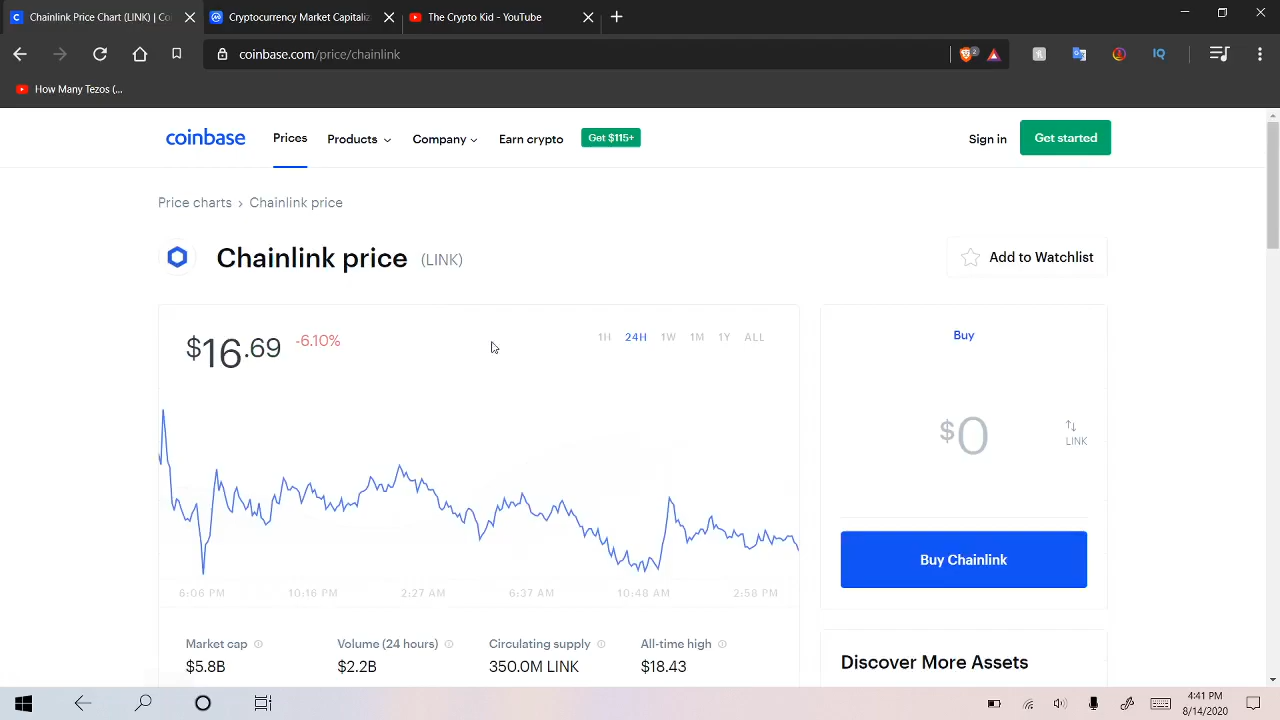 Chainlink Price Chart (LINK) | Co
Cryptocurrency Market Capitaliz
The Crypto Kid - YouTube
coinbase.com/price/chainlink
2
IQ
How Many Tezos (...
coinbase
Prices
Products
Company
Earn crypto
Get $115+
Sign in
Get started
Price charts › Chainlink price
Chainlink price (LINK)
Add to Watchlist
$16.69 -6.10%
1H 24H 1W 1M 1Y ALL
Buy
$0
LINK
Buy Chainlink
6:06 PM 10:16 PM 2:27 AM 6:37 AM 10:48 AM 2:58 PM
Market cap
$5.8B
Volume (24 hours)
$2.2B
Circulating supply
350.0M LINK
All-time high
$18.43
Discover More Assets
4:41 PM
8/14/2020